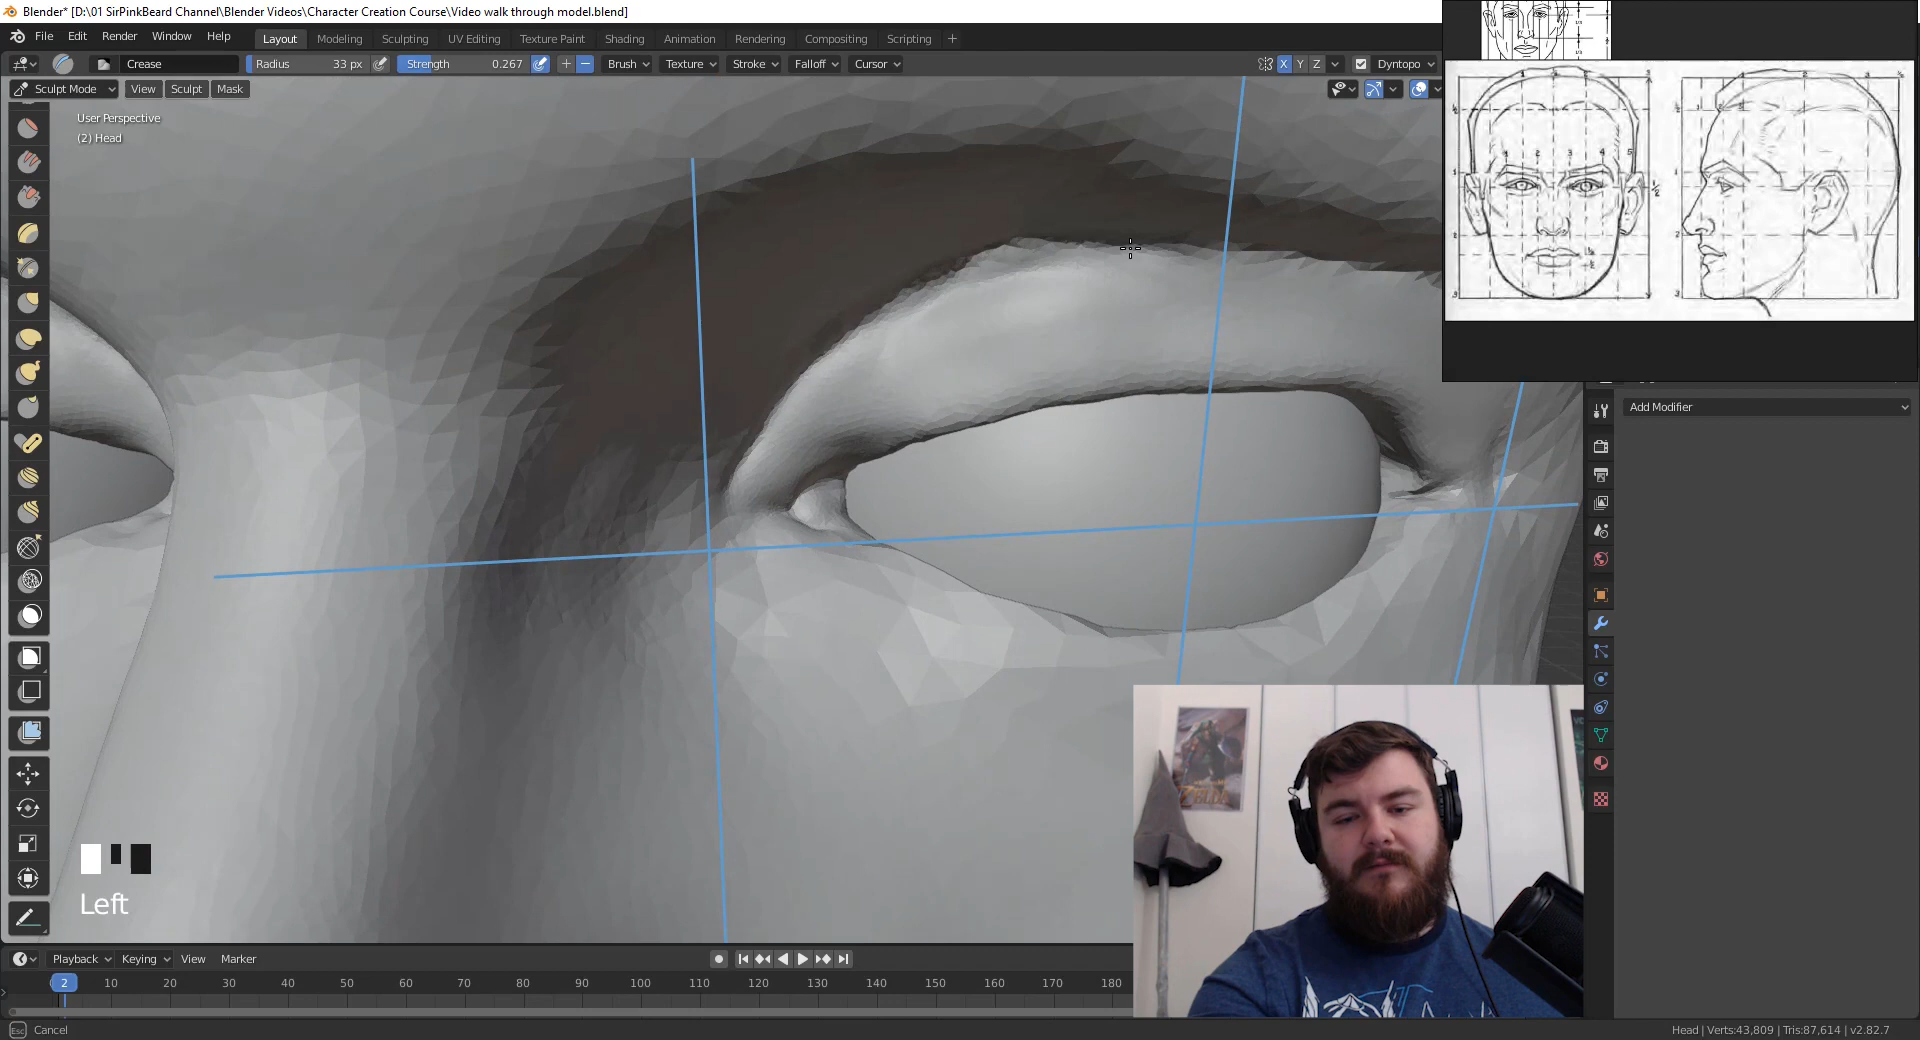 Blender* [D:\01 SirPinkBeard Channel\Blender Videos\Character Creation Course\Video walk through model.blend]
File Edit Render Window Help Layout Modeling Sculpting UV Editing Texture Paint Shading Animation Rendering Compositing Scripting +
Crease Radius 33 px Strength 0.267 Brush Texture Stroke Falloff Cursor X Y Z Dyntopo
Sculpt Mode View Sculpt Mask
User Perspective
(2) Head
Add Modifier
ZELDA
Left
Playback Keying View Marker
2 10 20 30 40 50 60 70 80 90 100 110 120 130 140 150 160 170 180
Esc Cancel
Head | Verts:43,809 | Tris:87,614 | v2.82.7